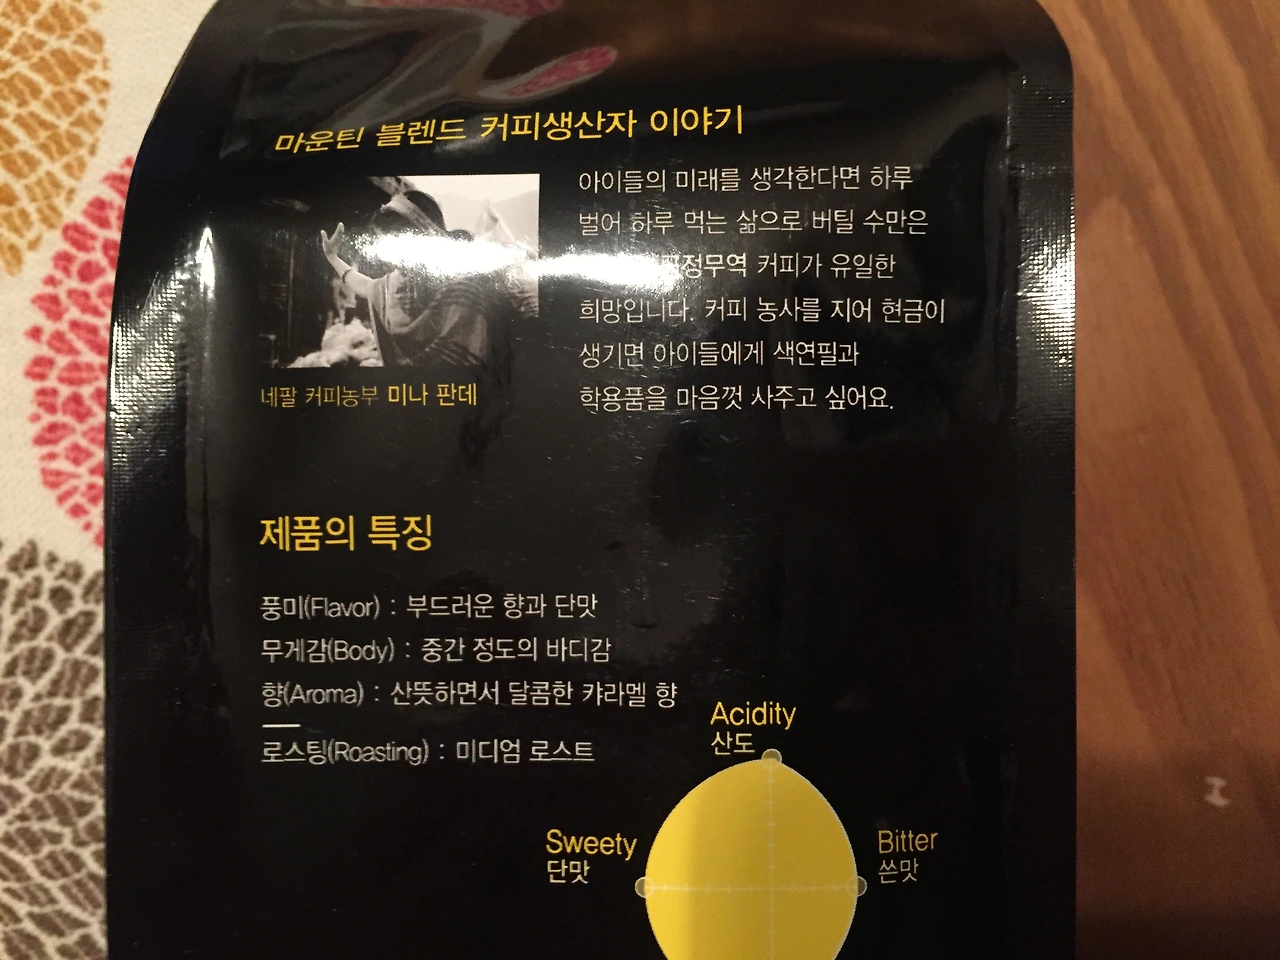 마운틴 블렌드 커피생산자 이야기
아이들의 미래를 생각한다면 하루
벌어 하루 먹는 삶으로 버틸 수만은
커피가 유일한
희망입니다. 커피 농사를 지어 현금이
생기면 아이들에게 색연필과
학용품을 마음껏 사주고 싶어요.
네팔 커피농부 미나 판데
제품의 특징
풍미(Flavor) : 부드러운 향과 단맛
무게감(Body) : 중간 정도의 바디감
향(Aroma) : 산뜻하면서 달콤한 캬라멜 향
로스팅(Roasting) : 미디엄 로스트
Acidity
산도
Sweety
단맛
Bitter
쓴맛